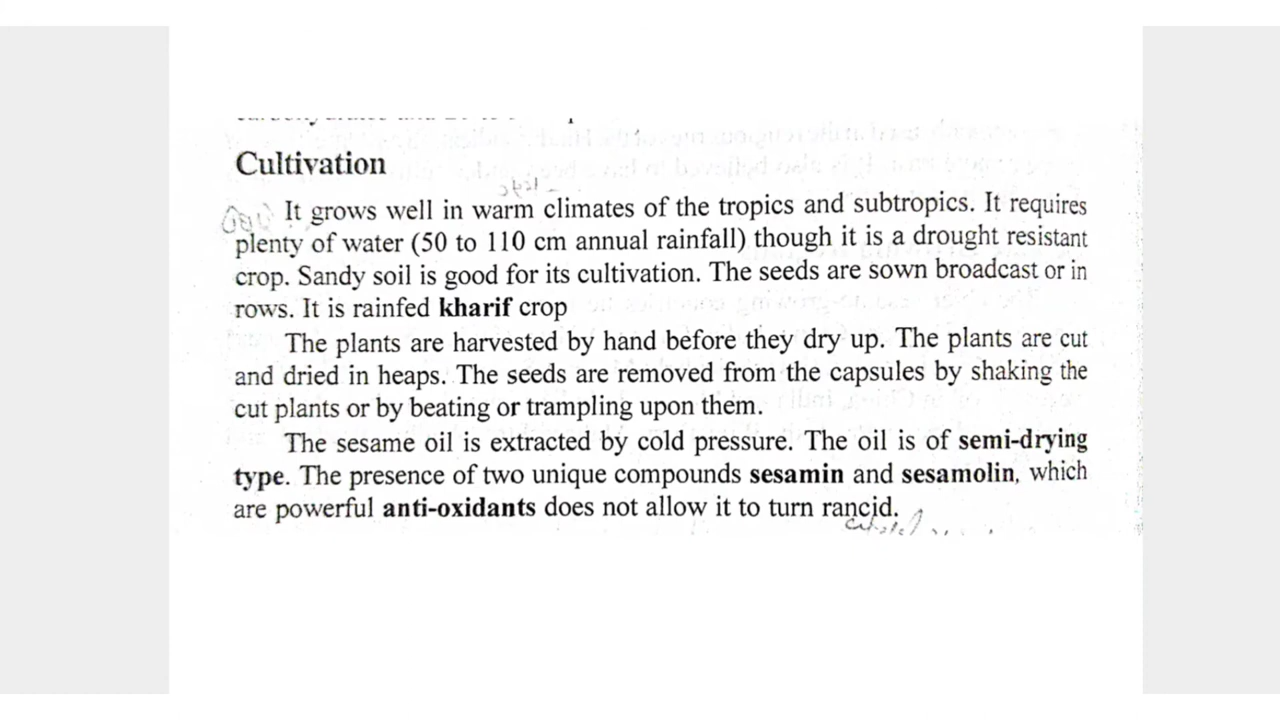 Cultivation
It grows well in warm climates of the tropics and subtropics. It requires
plenty of water (50 to 110 cm annual rainfall) though it is a drought resistant
crop. Sandy soil is good for its cultivation. The seeds are sown broadcast or in
rows. It is rainfed kharif crop
The plants are harvested by hand before they dry up. The plants are cut
and dried in heaps. The seeds are removed from the capsules by shaking the
cut plants or by beating or trampling upon them.
The sesame oil is extracted by cold pressure. The oil is of semi-drying
type. The presence of two unique compounds sesamin and sesamolin, which
are powerful anti-oxidants does not allow it to turn rancid.